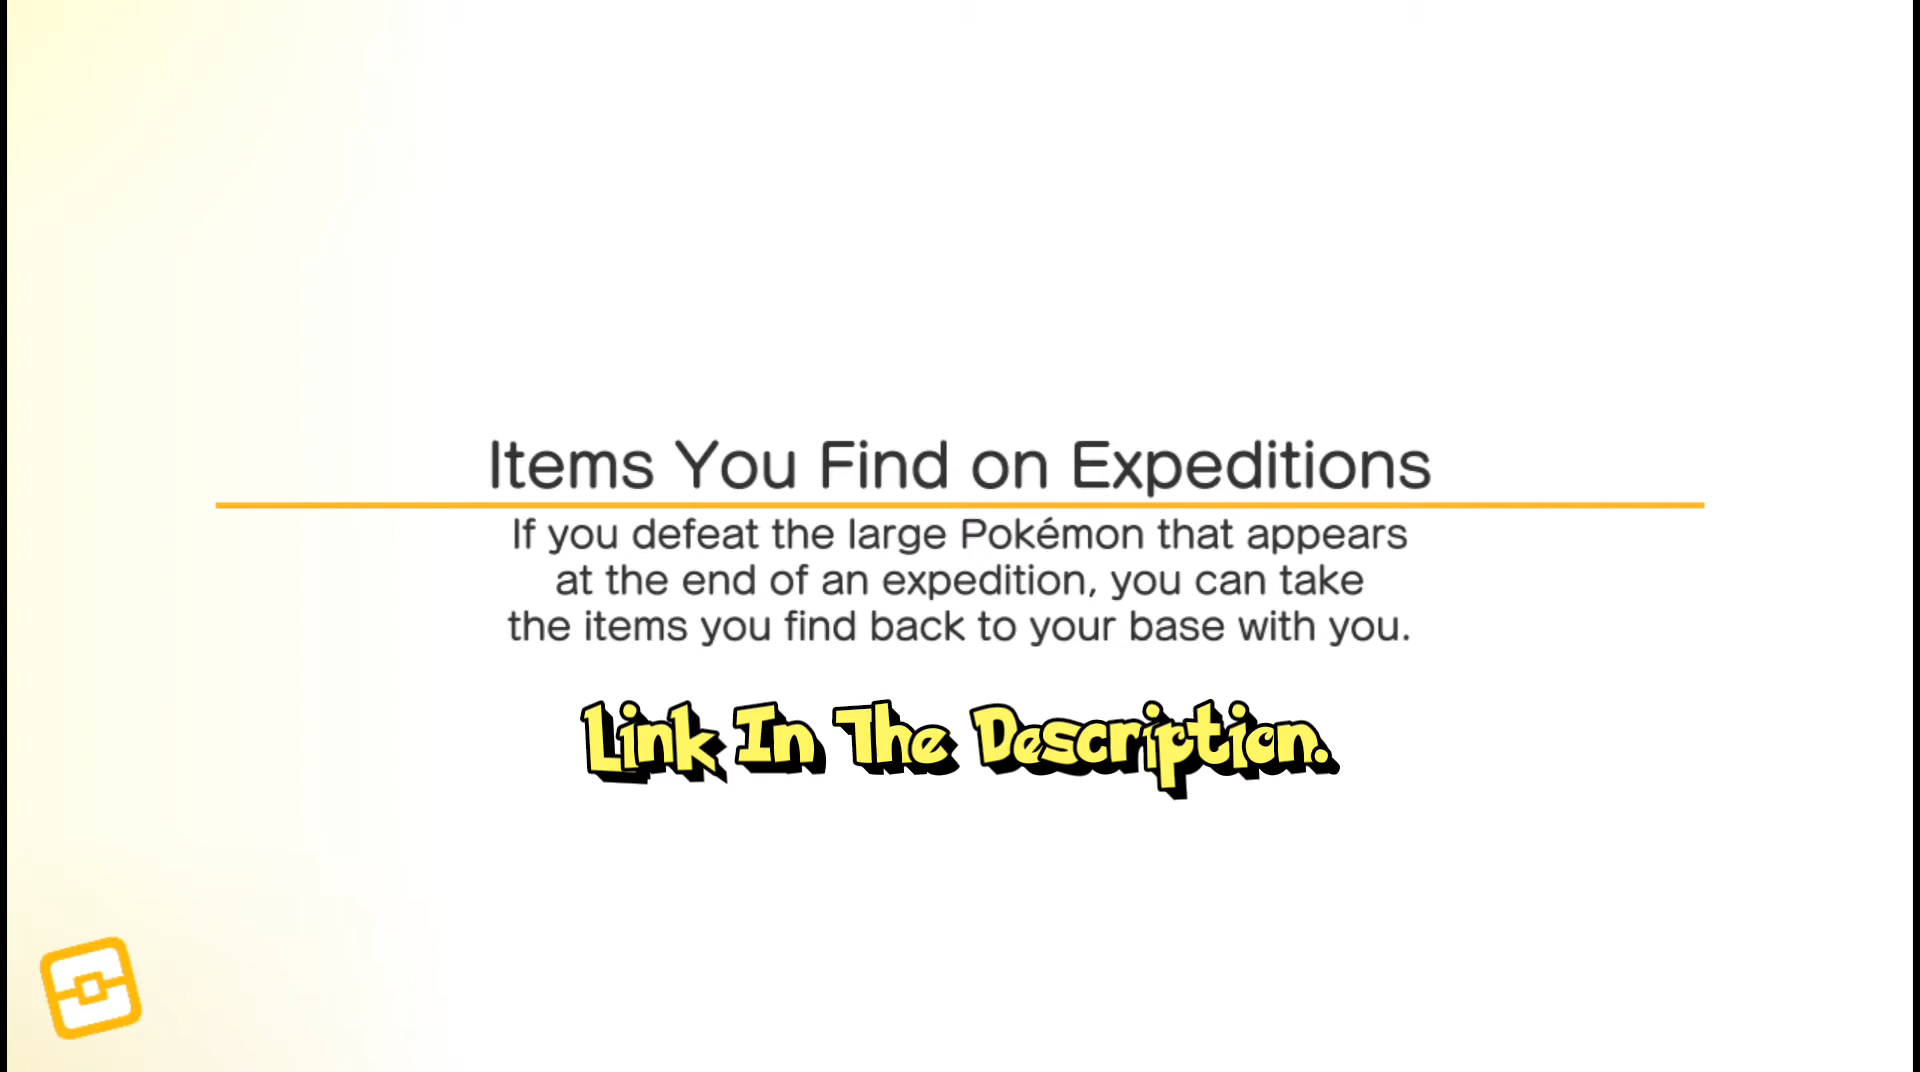 Items You Find on Expeditions
If you defeat the large Pokémon that appears
at the end of an expedition, you can take
the items you find back to your base with you.
Link In The Description.